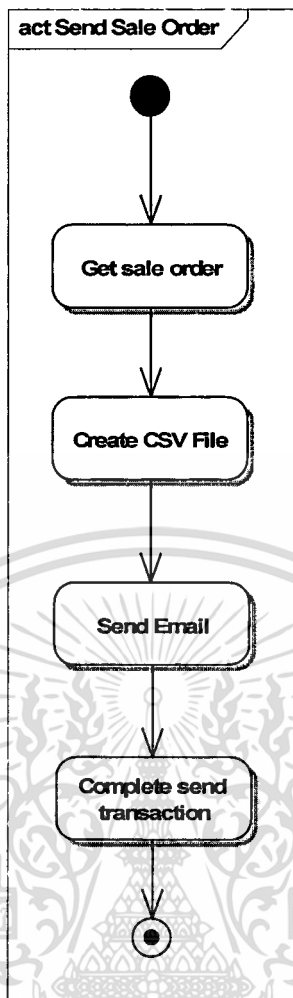 act Send Sale Order
Get sale order
Create CSV File
Send Email
Complete send
transaction